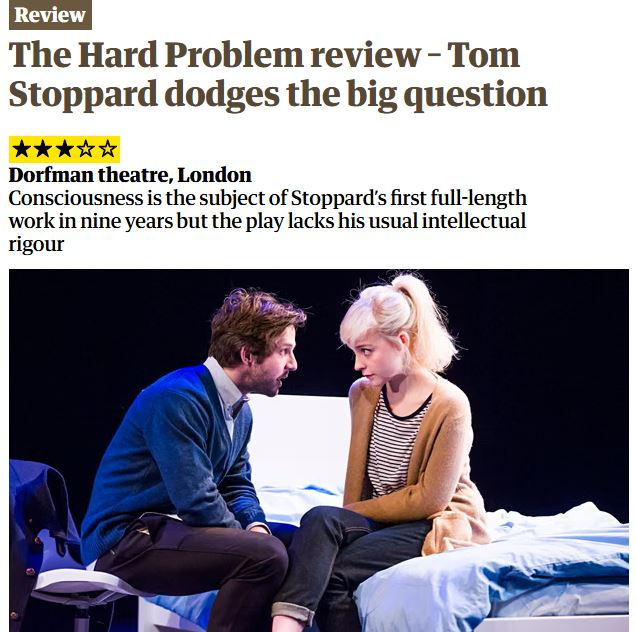 Review
The Hard Problem review – Tom
Stoppard dodges the big question
★★★☆☆
Dorfman theatre, London
Consciousness is the subject of Stoppard's first full-length
work in nine years but the play lacks his usual intellectual
rigour